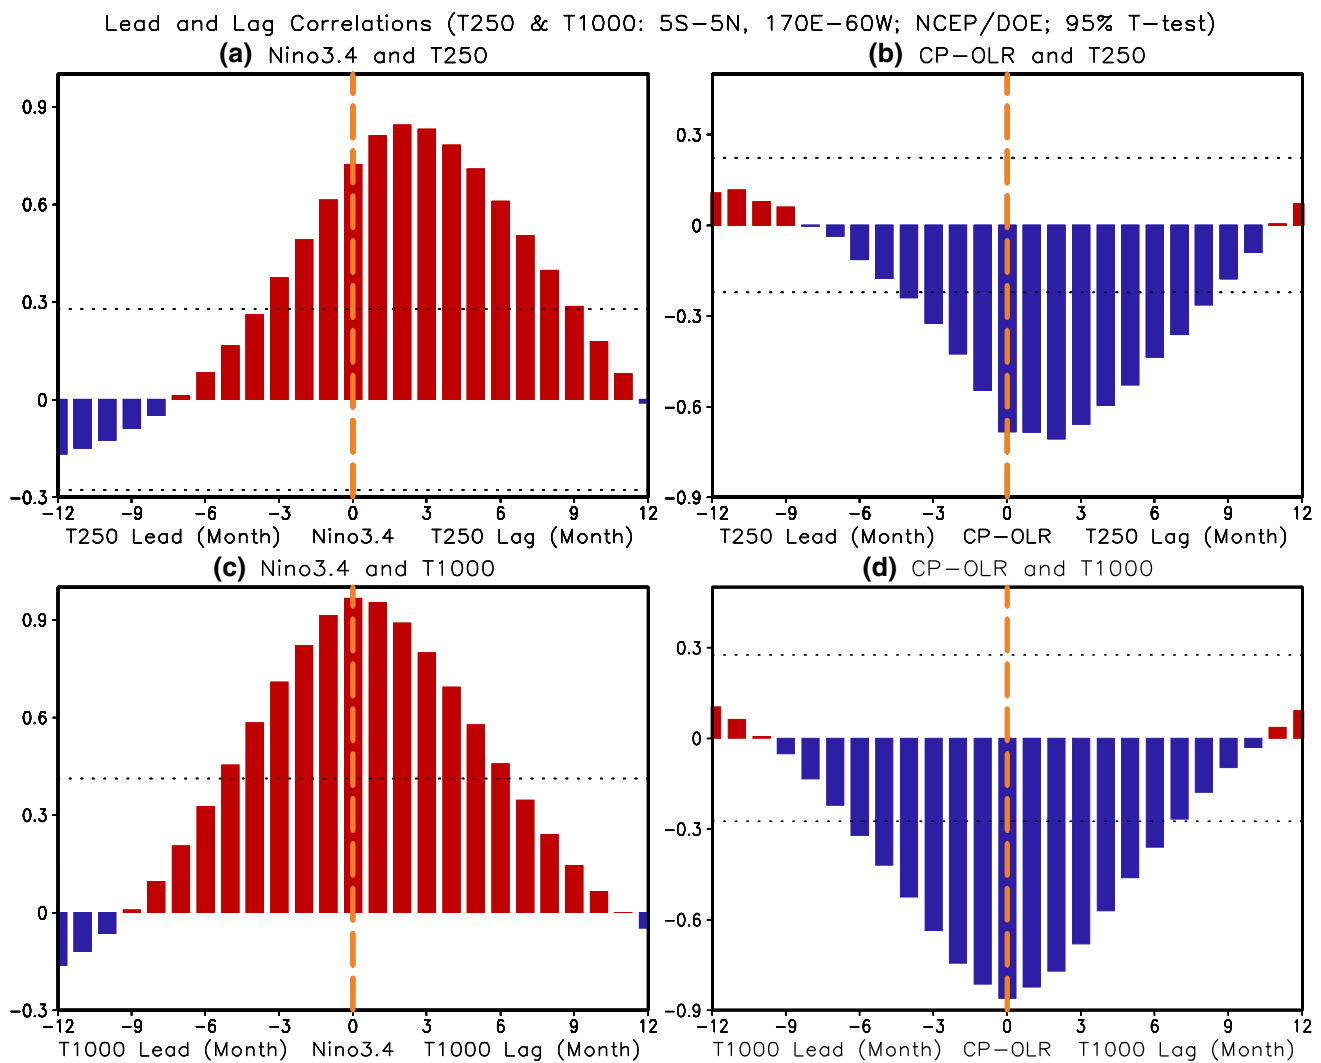 Lead and Lag Correlations (T250 & T1000: 5S-5N, 170E-60W; NCEP/DOE; 95% T-test)
(a) Nino3.4 and T250
(b) CP-OLR and T250
0.9
0.6
0.3
0
-0.3
-12 -9 -6 -3 0 3 6 9 12
T250 Lead (Month) Nino3.4 T250 Lag (Month)
0.3
0
-0.3
-0.6
-0.9
-12 -9 -6 -3 0 3 6 9 12
T250 Lead (Month) CP-OLR T250 Lag (Month)
(c) Nino3.4 and T1000
(d) CP-OLR and T1000
0.9
0.6
0.3
0
-0.3
-12 -9 -6 -3 0 3 6 9 12
T1000 Lead (Month) Nino3.4 T1000 Lag (Month)
0.3
0
-0.3
-0.6
-0.9
-12 -9 -6 -3 0 3 6 9 12
T1000 Lead (Month) CP-OLR T1000 Lag (Month)